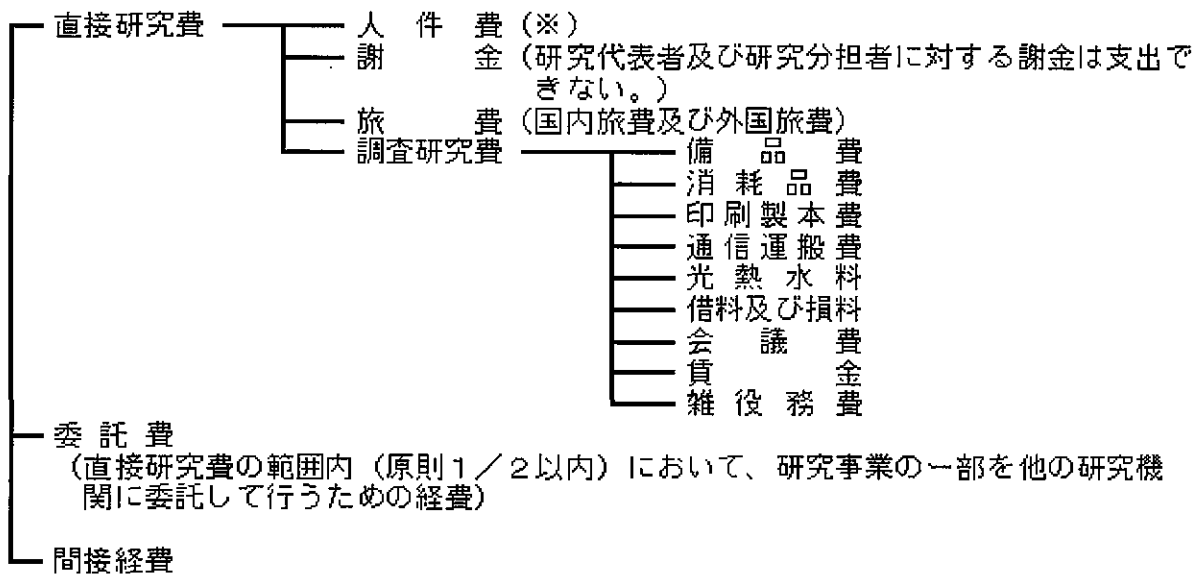 直接研究費
人件費(※)
謝金(研究代表者及び研究分担者に対する謝金は支出で
きない。)
旅費(国内旅費及び外国旅費)
調査研究費
備品費
消耗品費
印刷製本費
通信運搬費
光熱水料
借料及び損料
会議費
賃金
雑役務費
委託費
(直接研究費の範囲内(原則1/2以内)において、研究事業の一部を他の研究機
関に委託して行うための経費)
間接経費